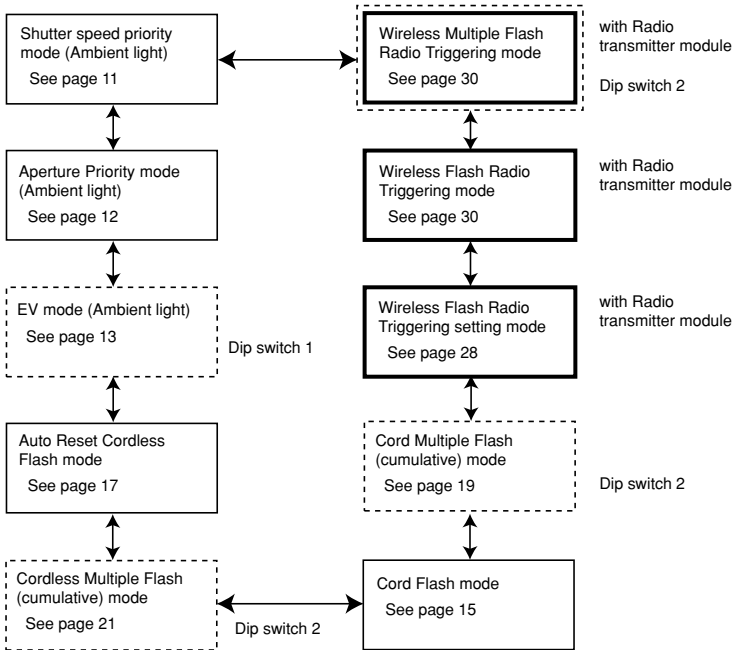 Shutter speed priority
mode (Ambient light)
See page 11
Wireless Multiple Flash
Radio Triggering mode
See page 30
with Radio
transmitter module
Dip switch 2
Aperture Priority mode
(Ambient light)
See page 12
Wireless Flash Radio
Triggering mode
See page 30
with Radio
transmitter module
EV mode (Ambient light)
See page 13
Dip switch 1
Wireless Flash Radio
Triggering setting mode
See page 28
with Radio
transmitter module
Auto Reset Cordless
Flash mode
See page 17
Cord Multiple Flash
(cumulative) mode
See page 19
Dip switch 2
Cordless Multiple Flash
(cumulative) mode
See page 21
Dip switch 2
Cord Flash mode
See page 15